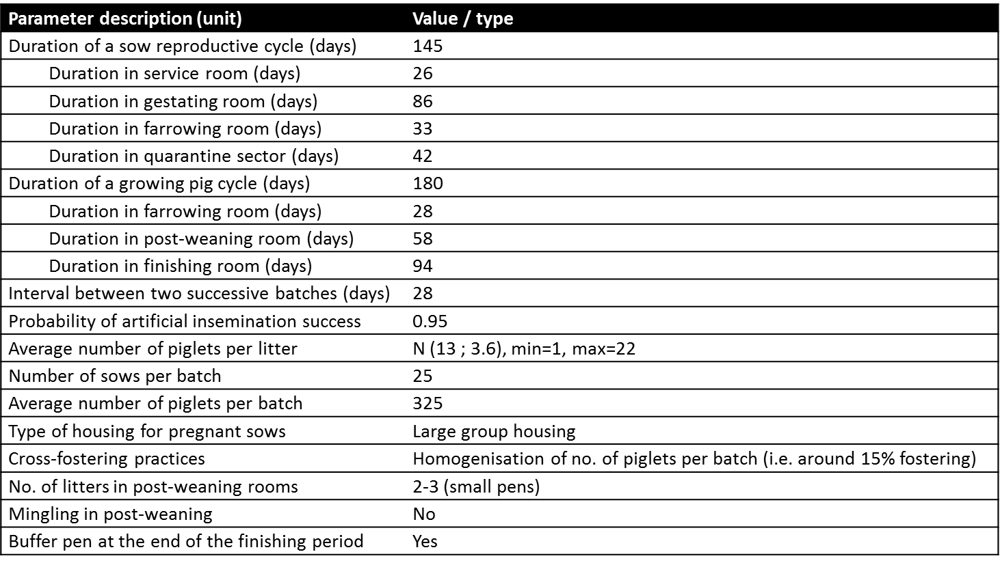 Parameter description (unit) Value / type
Duration of a sow reproductive cycle (days) 145
Duration in service room (days) 26
Duration in gestating room (days) 86
Duration in farrowing room (days) 33
Duration in quarantine sector (days) 42
Duration of a growing pig cycle (days) 180
Duration in farrowing room (days) 28
Duration in post-weaning room (days) 58
Duration in finishing room (days) 94
Interval between two successive batches (days) 28
Probability of artificial insemination success 0.95
Average number of piglets per litter N (13 ; 3.6), min=1, max=22
Number of sows per batch 25
Average number of piglets per batch 325
Type of housing for pregnant sows Large group housing
Cross-fostering practices Homogenisation of no. of piglets per batch (i.e. around 15% fostering)
No. of litters in post-weaning rooms 2-3 (small pens)
Mingling in post-weaning No
Buffer pen at the end of the finishing period Yes